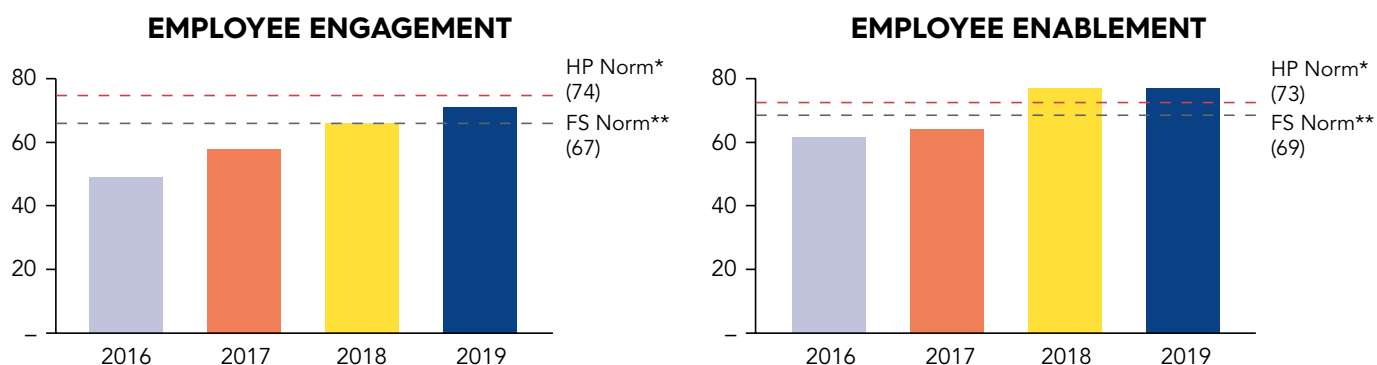 EMPLOYEE ENGAGEMENT
80
60
40
20
–
2016 2017 2018 2019
HP Norm*
(74)
FS Norm**
(67)
EMPLOYEE ENABLEMENT
80
60
40
20
–
2016 2017 2018 2019
HP Norm*
(73)
FS Norm**
(69)